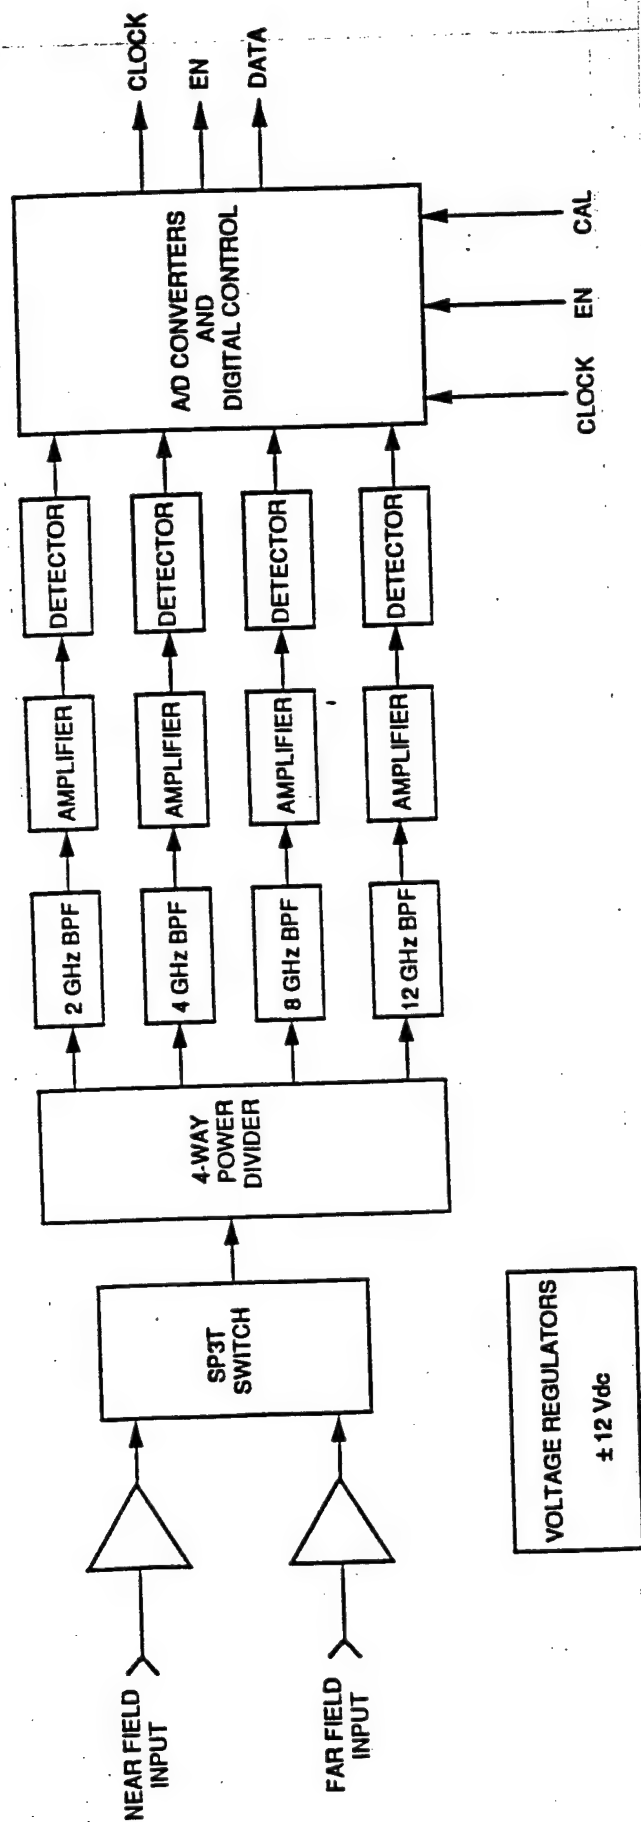 NEAR FIELD
INPUT
FAR FIELD
INPUT
SP3T
SWITCH
4-WAY
POWER
DIVIDER
2 GHz BPF
AMPLIFIER
DETECTOR
4 GHz BPF
AMPLIFIER
DETECTOR
8 GHz BPF
AMPLIFIER
DETECTOR
12 GHz BPF
AMPLIFIER
DETECTOR
A/D CONVERTERS
AND
DIGITAL CONTROL
CLOCK
EN
DATA
CLOCK
EN
CAL
VOLTAGE REGULATORS
± 12 Vdc